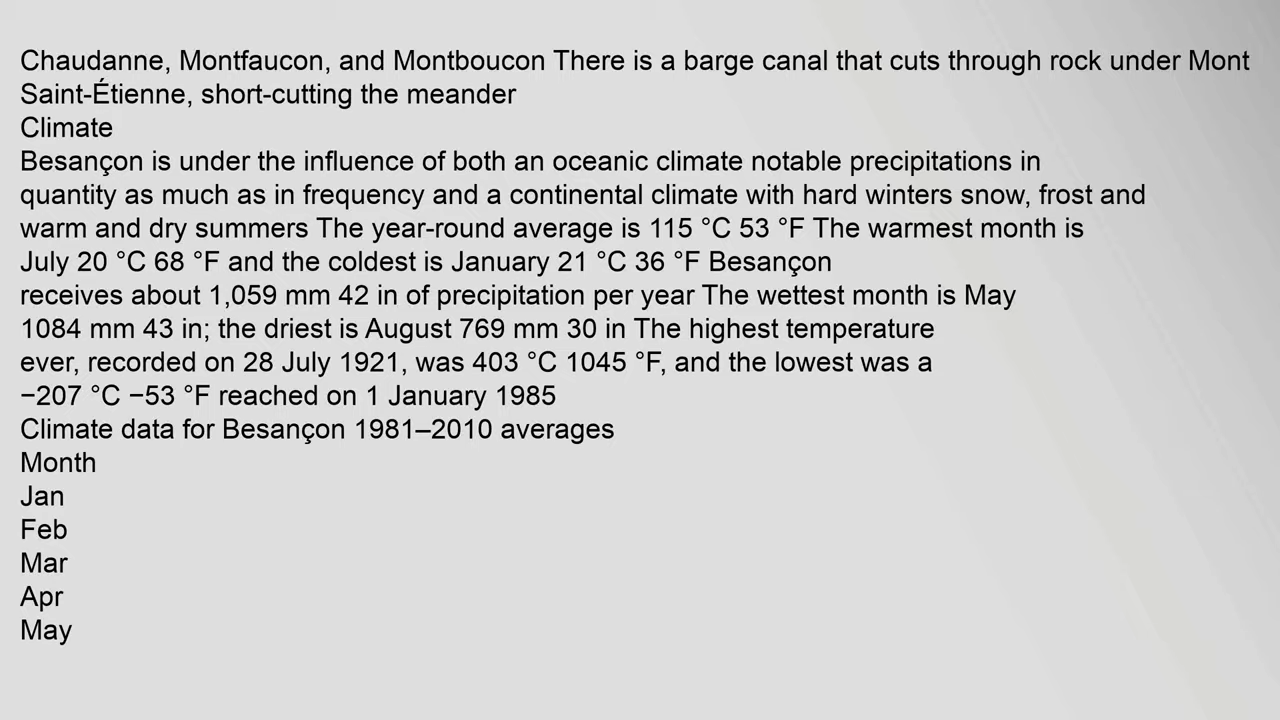 Chaudanne, Montfaucon, and Montboucon There is a barge canal that cuts through rock under Mont
Saint-Étienne, short-cutting the meander
Climate
Besançon is under the influence of both an oceanic climate notable precipitations in
quantity as much as in frequency and a continental climate with hard winters snow, frost and
warm and dry summers The year-round average is 115 °C 53 °F The warmest month is
July 20 °C 68 °F and the coldest is January 21 °C 36 °F Besançon
receives about 1,059 mm 42 in of precipitation per year The wettest month is May
1084 mm 43 in; the driest is August 769 mm 30 in The highest temperature
ever, recorded on 28 July 1921, was 403 °C 1045 °F, and the lowest was a
−207 °C −53 °F reached on 1 January 1985
Climate data for Besançon 1981–2010 averages
Month
Jan
Feb
Mar
Apr
May